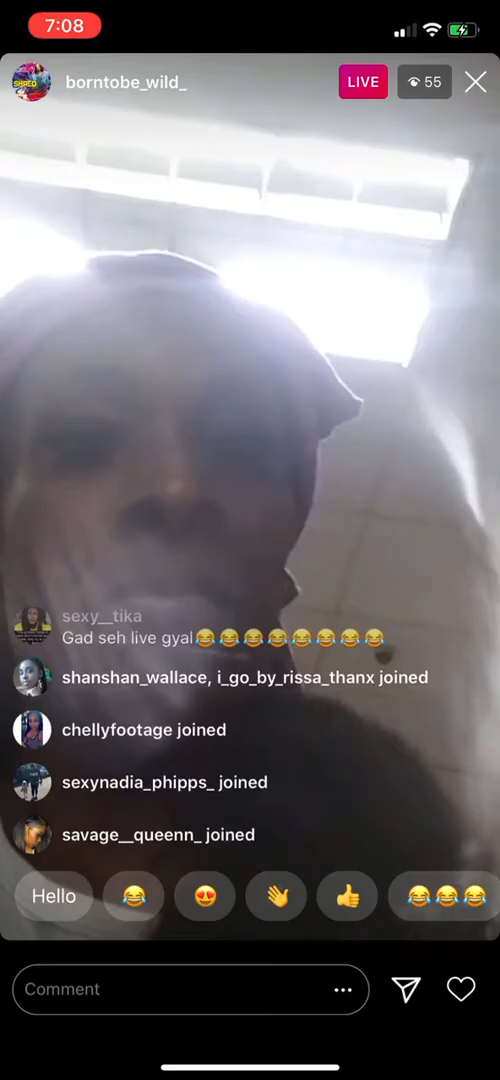 7:08
borntobe_wild_
LIVE
55
SHRED
sexy__tika
Gad seh live gyal😂😂😂😂😂😂😂😂
shanshan_wallace, i_go_by_rissa_thanx joined
chellyfootage joined
sexynadia_phipps_ joined
savage__queenn_ joined
Hello 😂 😍 👋 👍 😂😂😂
Comment